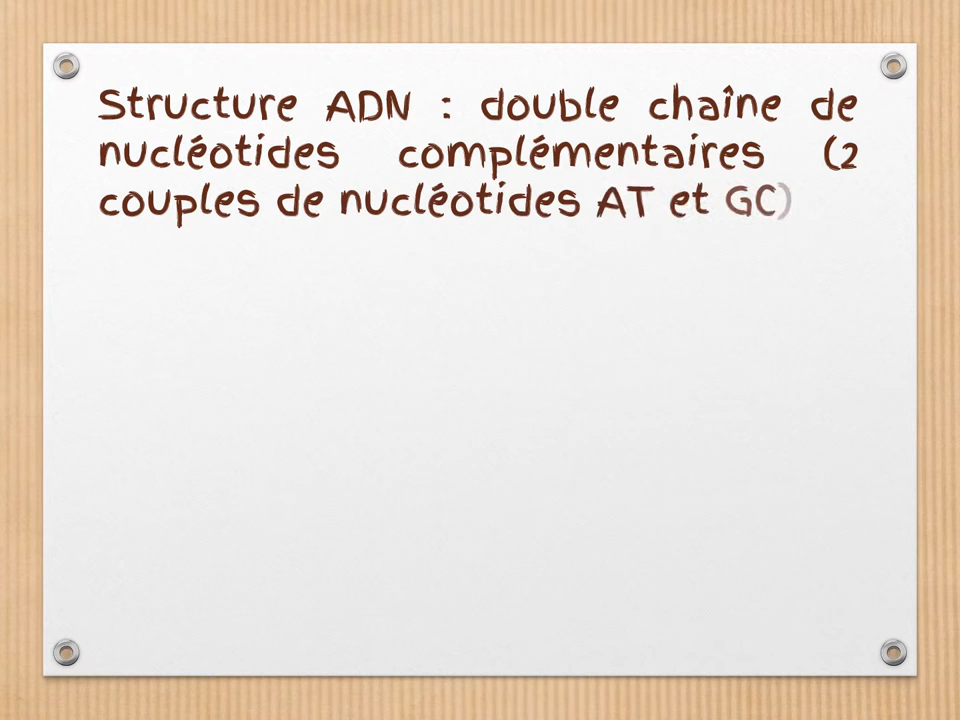 Structure ADN : double chaîne de
nucléotides complémentaires (2
couples de nucléotides AT et GC)